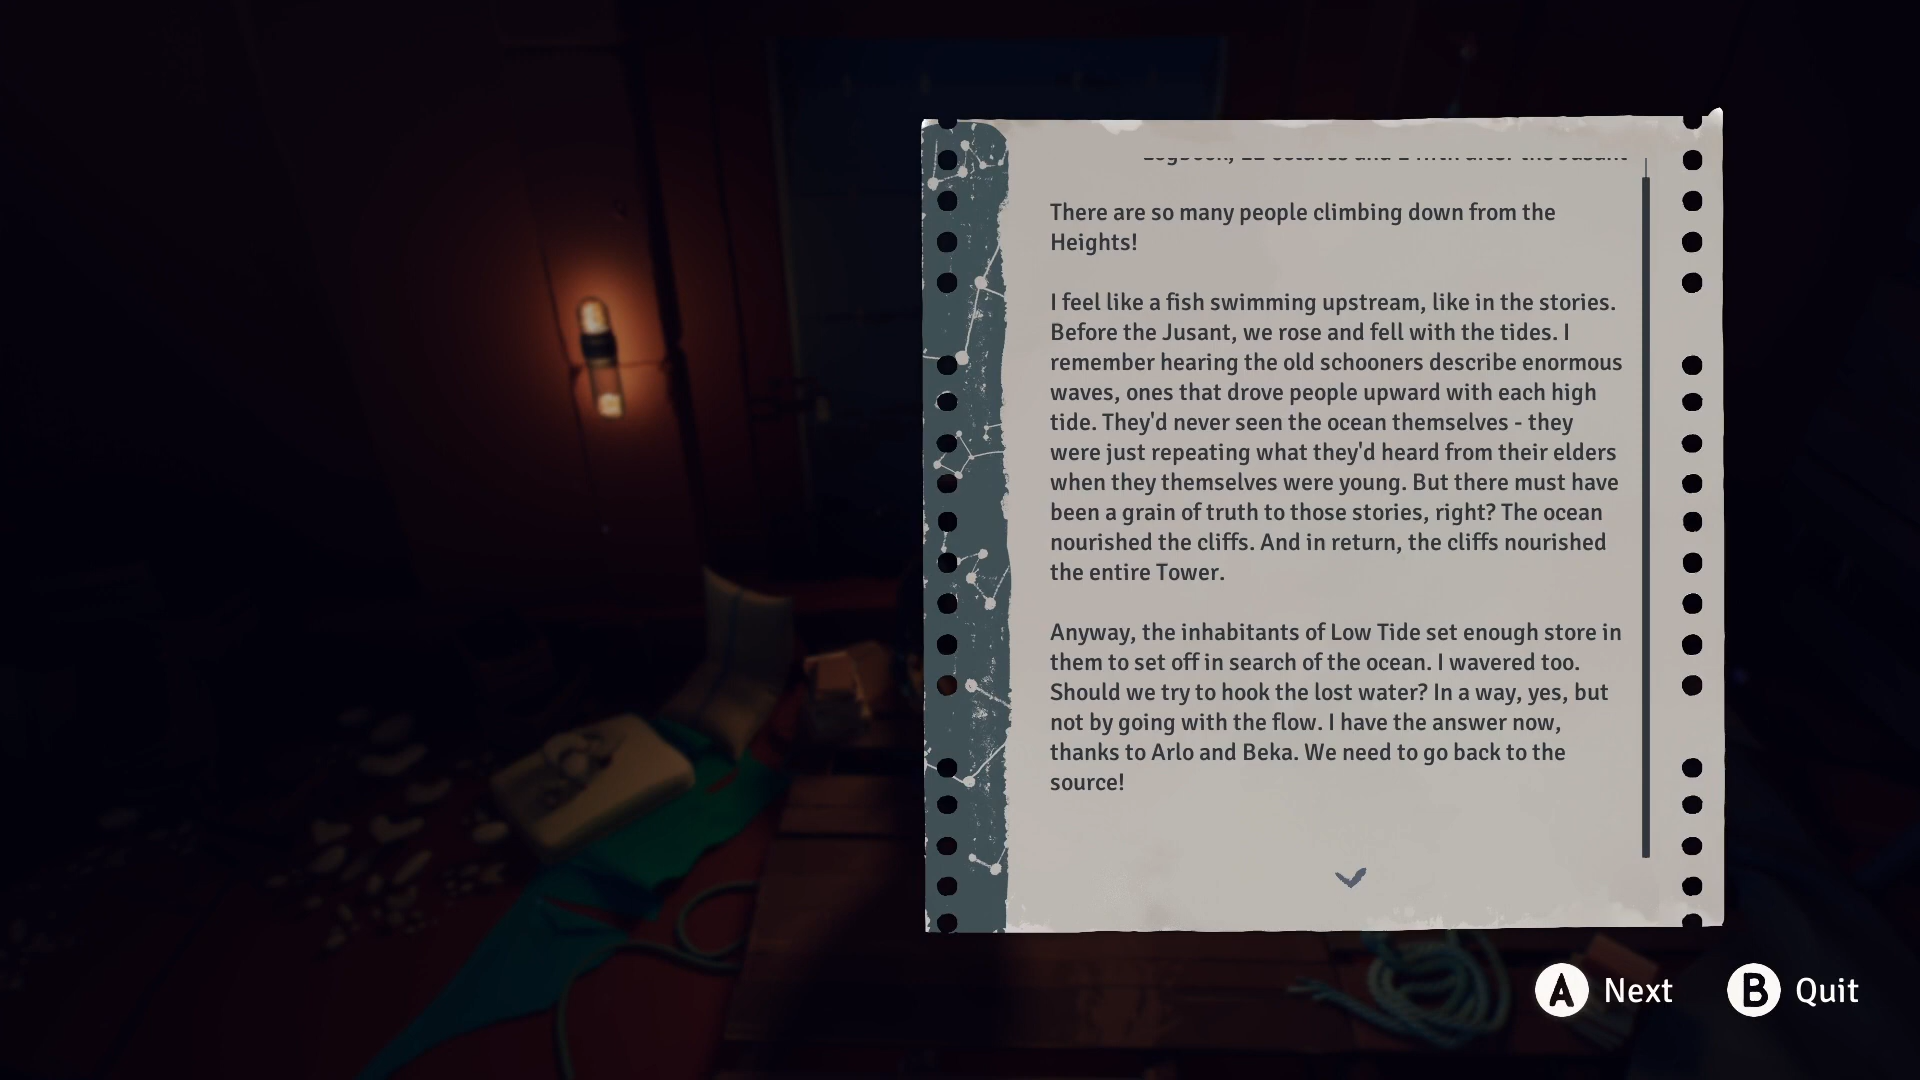 There are so many people climbing down from the
Heights!
I feel like a fish swimming upstream, like in the stories.
Before the Jusant, we rose and fell with the tides. I
remember hearing the old schooners describe enormous
waves, ones that drove people upward with each high
tide. They'd never seen the ocean themselves - they
were just repeating what they'd heard from their elders
when they themselves were young. But there must have
been a grain of truth to those stories, right? The ocean
nourished the cliffs. And in return, the cliffs nourished
the entire Tower.
Anyway, the inhabitants of Low Tide set enough store in
them to set off in search of the ocean. I wavered too.
Should we try to hook the lost water? In a way, yes, but
not by going with the flow. I have the answer now,
thanks to Arlo and Beka. We need to go back to the
source!
A Next B Quit